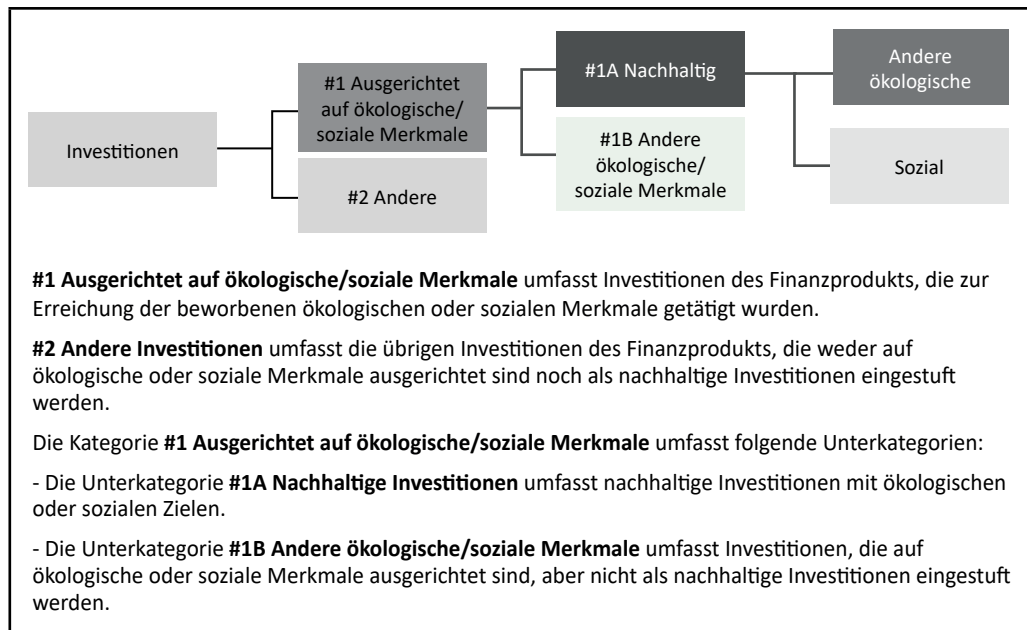 Investitionen
#1 Ausgerichtet
auf ökologische/
soziale Merkmale
#2 Andere
#1A Nachhaltig
#1B Andere
ökologische/
soziale Merkmale
Andere
ökologische
Sozial
#1 Ausgerichtet auf ökologische/soziale Merkmale umfasst Investitionen des Finanzprodukts, die zur
Erreichung der beworbenen ökologischen oder sozialen Merkmale getätigt wurden.
#2 Andere Investitionen umfasst die übrigen Investitionen des Finanzprodukts, die weder auf
ökologische oder soziale Merkmale ausgerichtet sind noch als nachhaltige Investitionen eingestuft
werden.
Die Kategorie #1 Ausgerichtet auf ökologische/soziale Merkmale umfasst folgende Unterkategorien:
- Die Unterkategorie #1A Nachhaltige Investitionen umfasst nachhaltige Investitionen mit ökologischen
oder sozialen Zielen.
- Die Unterkategorie #1B Andere ökologische/soziale Merkmale umfasst Investitionen, die auf
ökologische oder soziale Merkmale ausgerichtet sind, aber nicht als nachhaltige Investitionen eingestuft
werden.